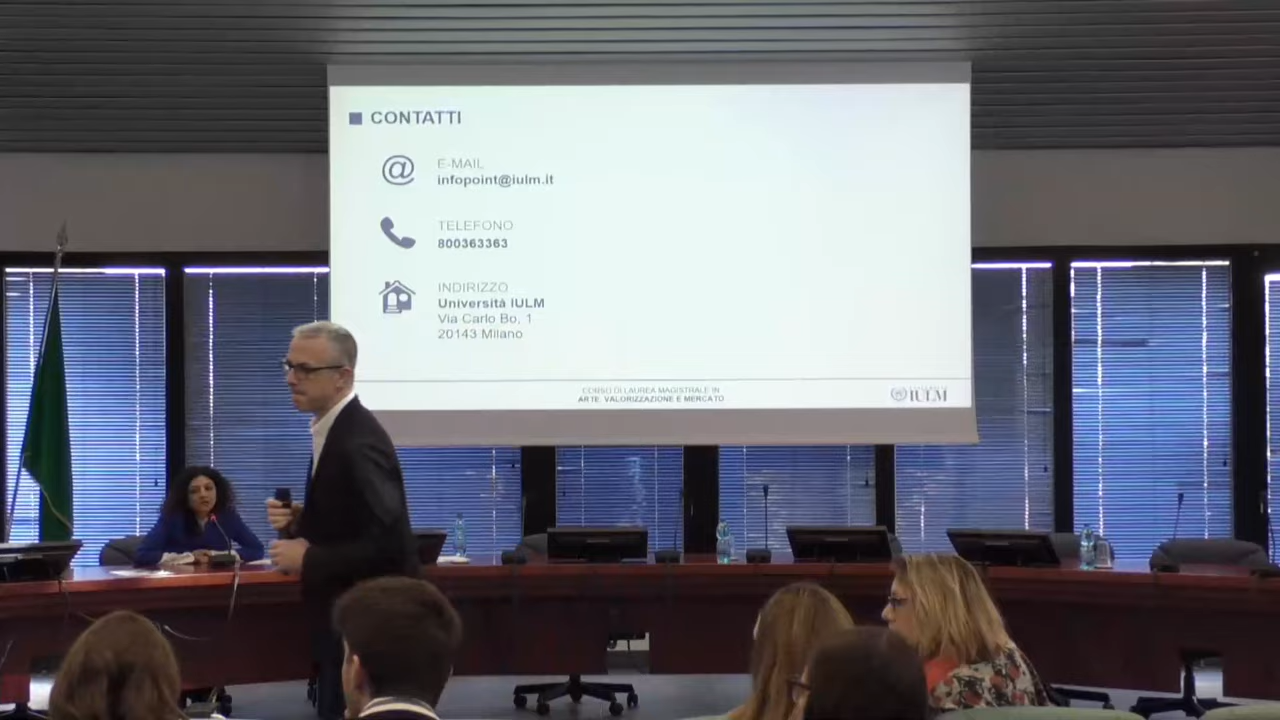 CONTATTI
@
E-MAIL
infopoint@iulm.it
TELEFONO
800363363
INDIRIZZO
Università IULM
Via Carlo Bo, 1
20143 Milano
CORSO DI LAUREA MAGISTRALE IN
ARTE, VALORIZZAZIONE E MERCATO
IULM